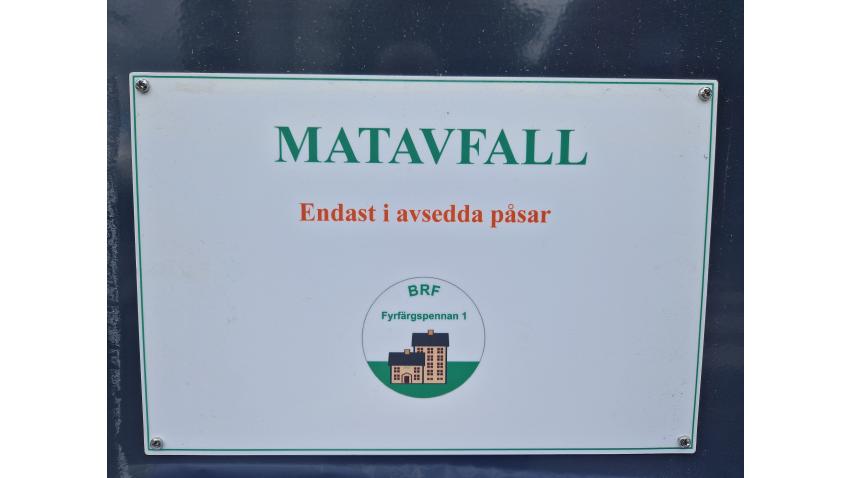 MATAVFALL
Endast i avsedda påsar
BRF
Fyrfärgspennan 1